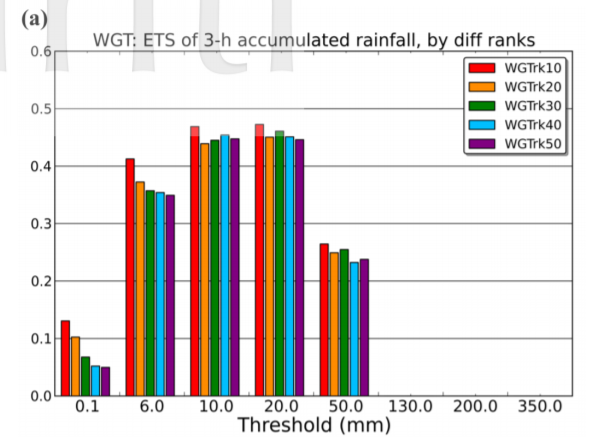 (a)
WGT: ETS of 3-h accumulated rainfall, by diff ranks
0.6
0.5
0.4
0.3
0.2
0.1
0.0
WGTrk10
WGTrk20
WGTrk30
WGTrk40
WGTrk50
0.1 6.0 10.0 20.0 50.0 130.0 200.0 350.0
Threshold (mm)